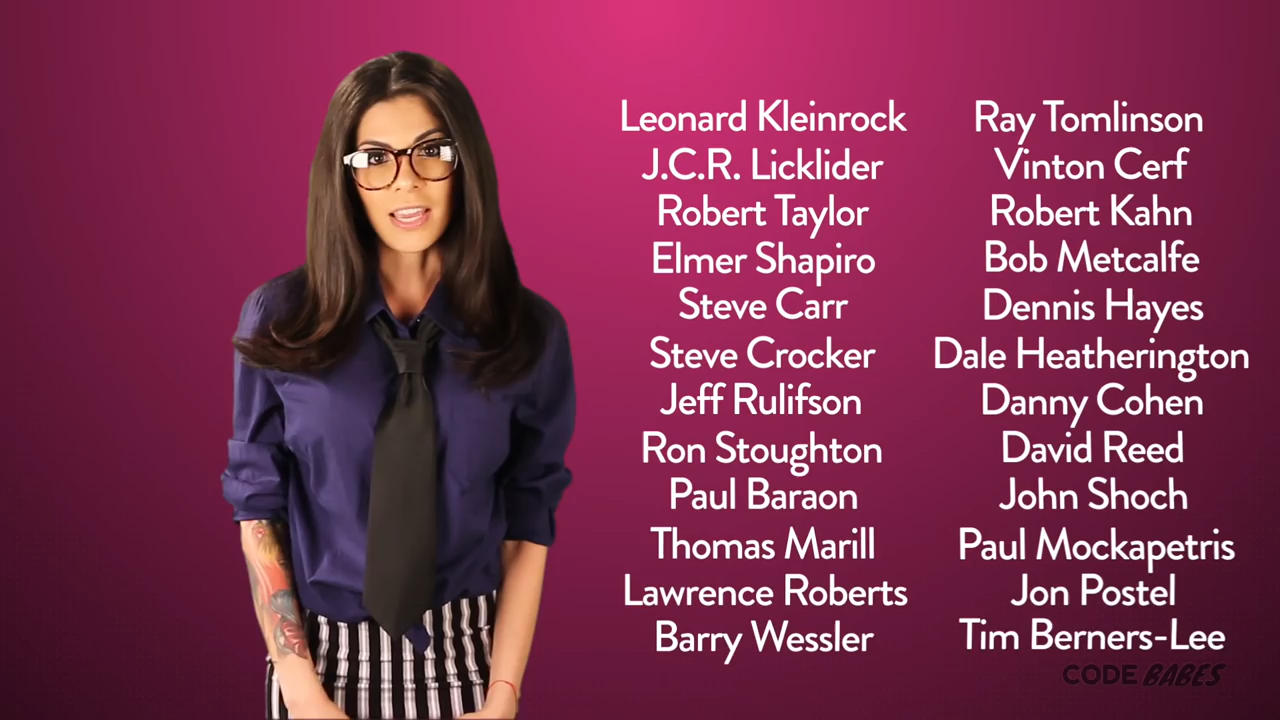 Leonard Kleinrock
J.C.R. Licklider
Robert Taylor
Elmer Shapiro
Steve Carr
Steve Crocker
Jeff Rulifson
Ron Stoughton
Paul Baraon
Thomas Marill
Lawrence Roberts
Barry Wessler
Ray Tomlinson
Vinton Cerf
Robert Kahn
Bob Metcalfe
Dennis Hayes
Dale Heatherington
Danny Cohen
David Reed
John Shoch
Paul Mockapetris
Jon Postel
Tim Berners-Lee
CODE BABES